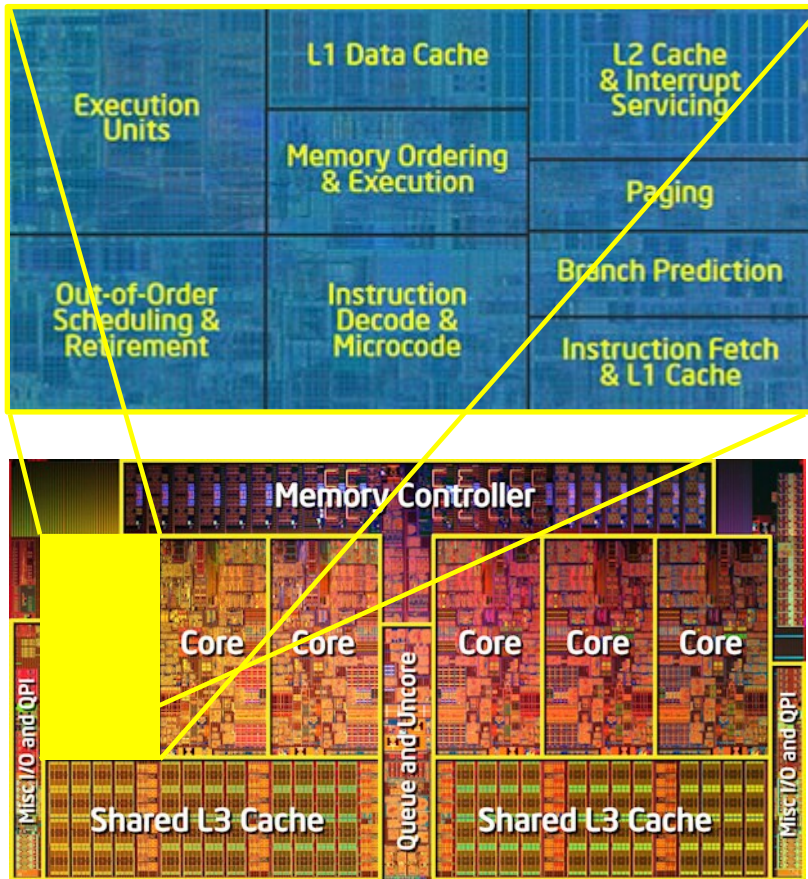 Execution
Units
L1 Data Cache
L2 Cache
& Interrupt
Servicing
Memory Ordering
& Execution
Paging
Out-of-Order
Scheduling &
Retirement
Instruction
Decode &
Microcode
Branch Prediction
Instruction Fetch
& L1 Cache
Memory Controller
Core
Core
Core
Core
Core
Misc I/O and QPI
Queue and Uncore
Misc I/O and QPI
Shared L3 Cache
Shared L3 Cache